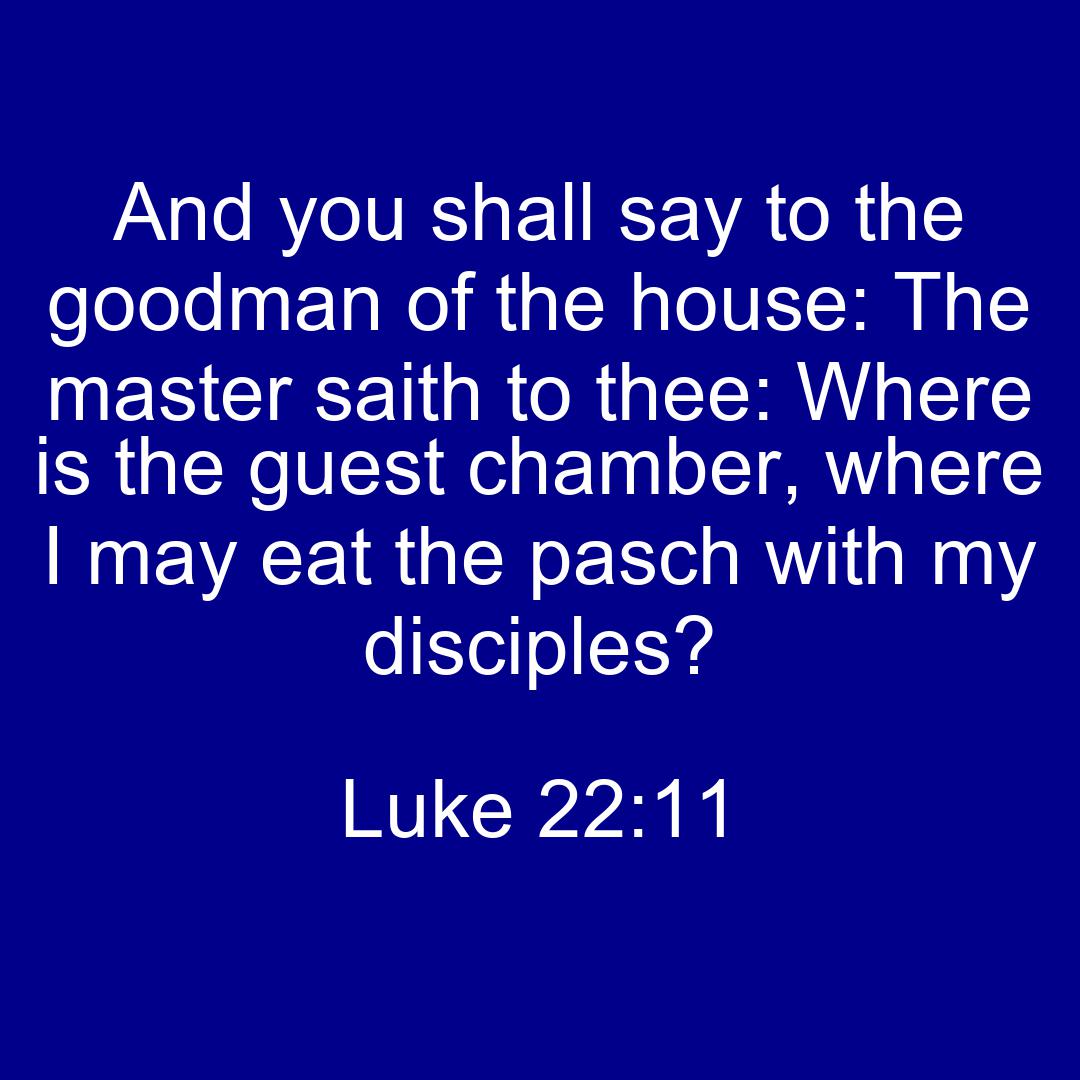 And you shall say to the
goodman of the house: The
master saith to thee: Where
is the guest chamber, where
I may eat the pasch with my
disciples?
Luke 22:11